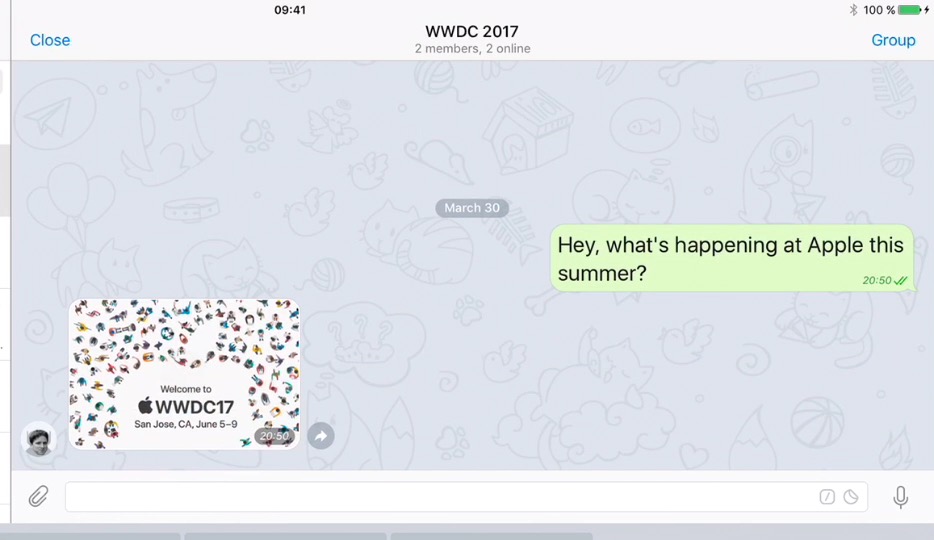 09:41
100 %
Close
WWDC 2017
2 members, 2 online
Group
March 30
Hey, what's happening at Apple this
summer?
20:50
Welcome to
WWDC17
San Jose, CA, June 5–9
20:50